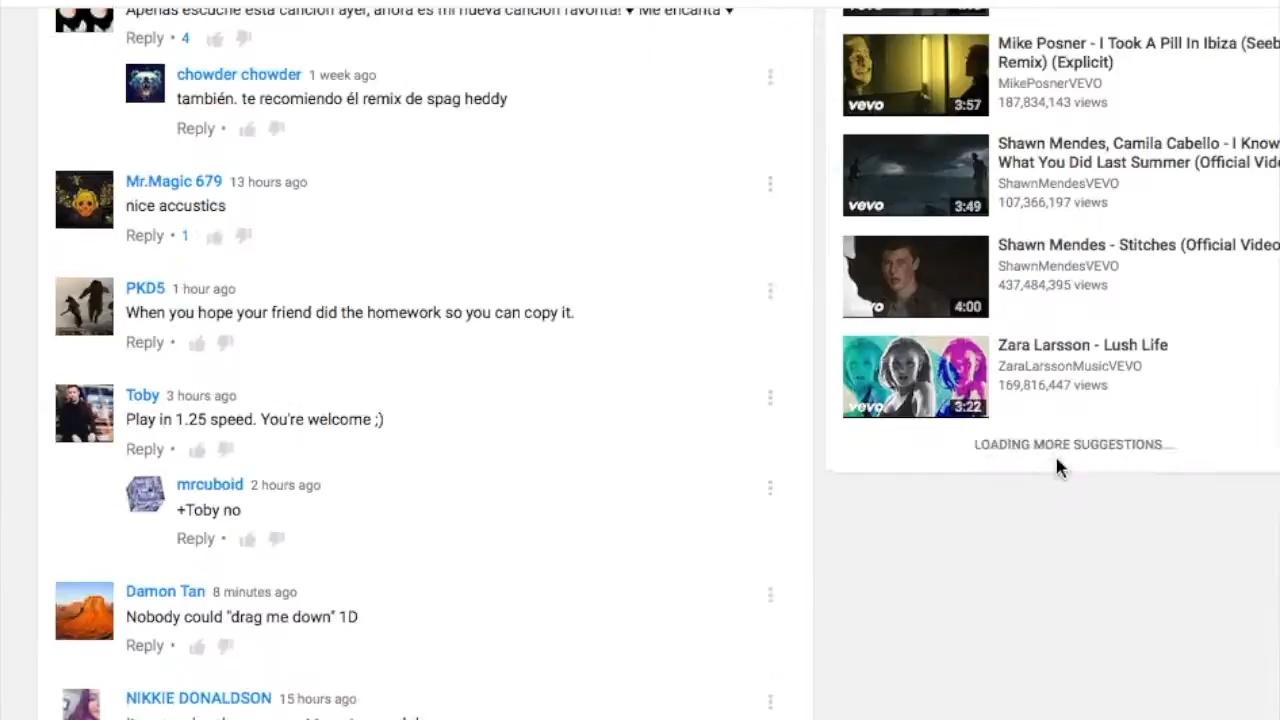 Apenas escuche esta canción ayer, ahora es mi nueva canción favorita! ♥ Me encanta ♥
Reply • 4
chowder chowder 1 week ago
también. te recomiendo él remix de spag heddy
Reply •
Mr.Magic 679 13 hours ago
nice accustics
Reply • 1
PKD5 1 hour ago
When you hope your friend did the homework so you can copy it.
Reply •
Toby 3 hours ago
Play in 1.25 speed. You're welcome ;)
Reply •
mrcuboid 2 hours ago
+Toby no
Reply •
Damon Tan 8 minutes ago
Nobody could "drag me down" 1D
Reply •
NIKKIE DONALDSON 15 hours ago
vevo
Mike Posner - I Took A Pill In Ibiza (Seeb
Remix) (Explicit)
MikePosnerVEVO
187,834,143 views
vevo 3:57
Shawn Mendes, Camila Cabello - I Know
What You Did Last Summer (Official Vide
ShawnMendesVEVO
107,366,197 views
vevo 3:49
Shawn Mendes - Stitches (Official Video
ShawnMendesVEVO
437,484,395 views
vevo 4:00
Zara Larsson - Lush Life
ZaraLarssonMusicVEVO
169,816,447 views
vevo 3:22
LOADING MORE SUGGESTIONS...